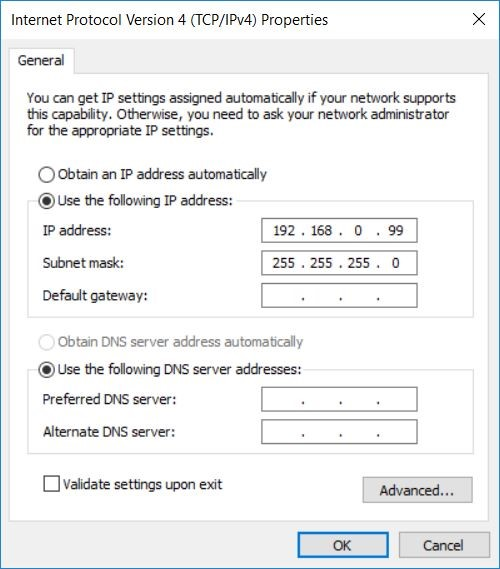 Internet Protocol Version 4 (TCP/IPv4) Properties
General
You can get IP settings assigned automatically if your network supports
this capability. Otherwise, you need to ask your network administrator
for the appropriate IP settings.
Obtain an IP address automatically
Use the following IP address:
IP address: 192 . 168 . 0 . 99
Subnet mask: 255 . 255 . 255 . 0
Default gateway: . . .
Obtain DNS server address automatically
Use the following DNS server addresses:
Preferred DNS server: . . .
Alternate DNS server: . . .
Validate settings upon exit
Advanced...
OK Cancel